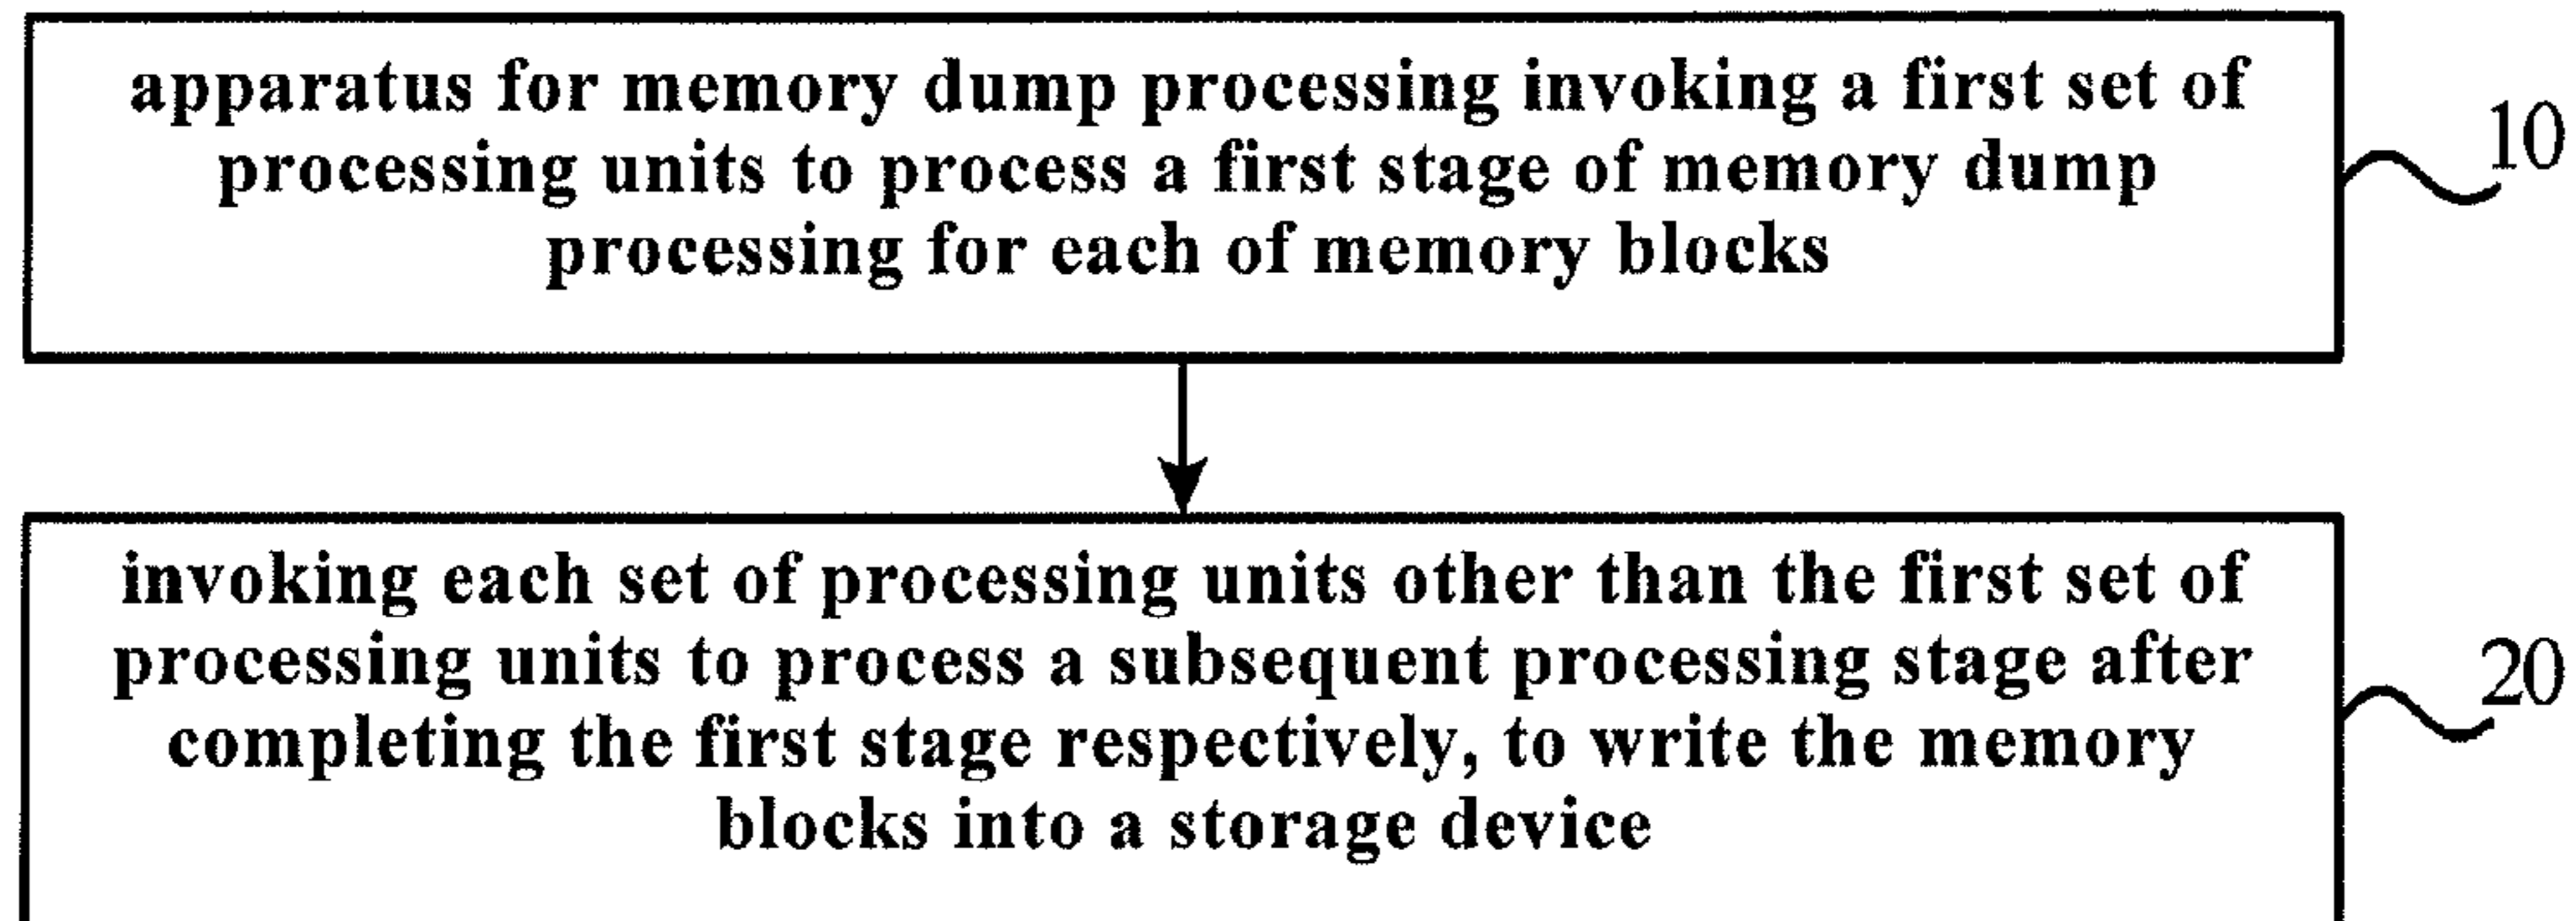 apparatus for memory dump processing invoking a first set of
processing units to process a first stage of memory dump
processing for each of memory blocks
10
invoking each set of processing units other than the first set of
processing units to process a subsequent processing stage after
completing the first stage respectively, to write the memory
blocks into a storage device
20